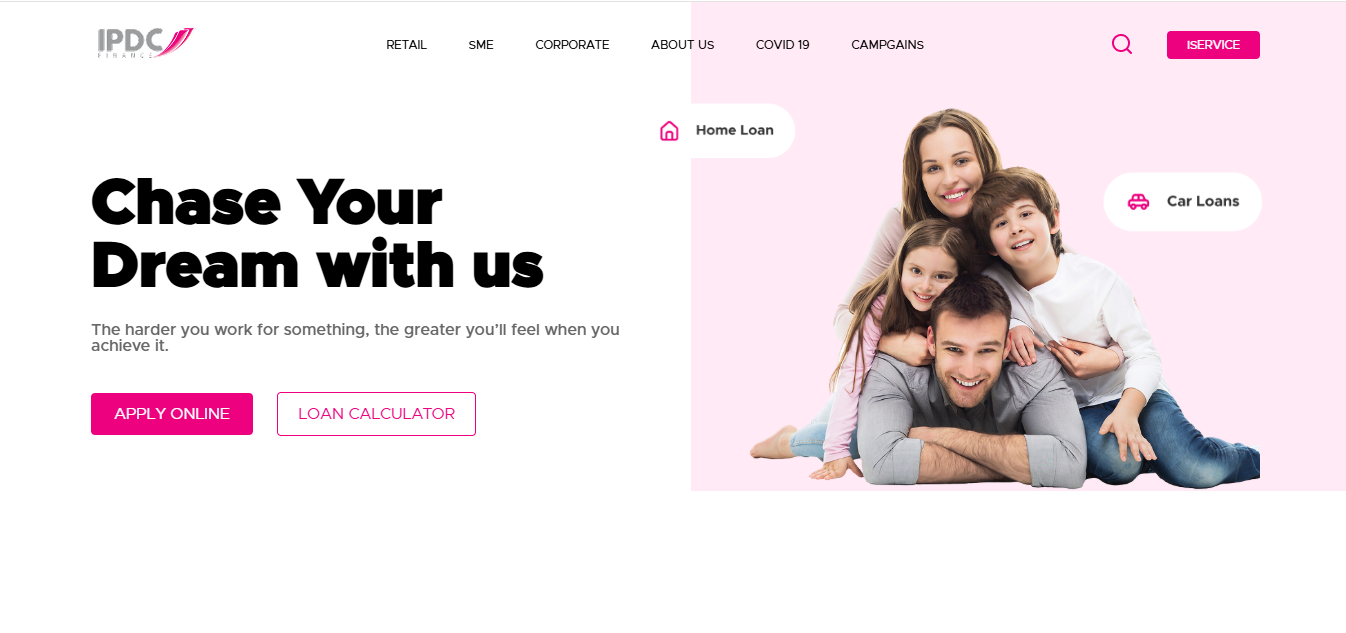 IPDC
FINANCE
RETAIL SME CORPORATE ABOUT US COVID 19 CAMPGAINS
ISERVICE
Home Loan
Car Loans
Chase Your
Dream with us
The harder you work for something, the greater you’ll feel when you
achieve it.
APPLY ONLINE LOAN CALCULATOR